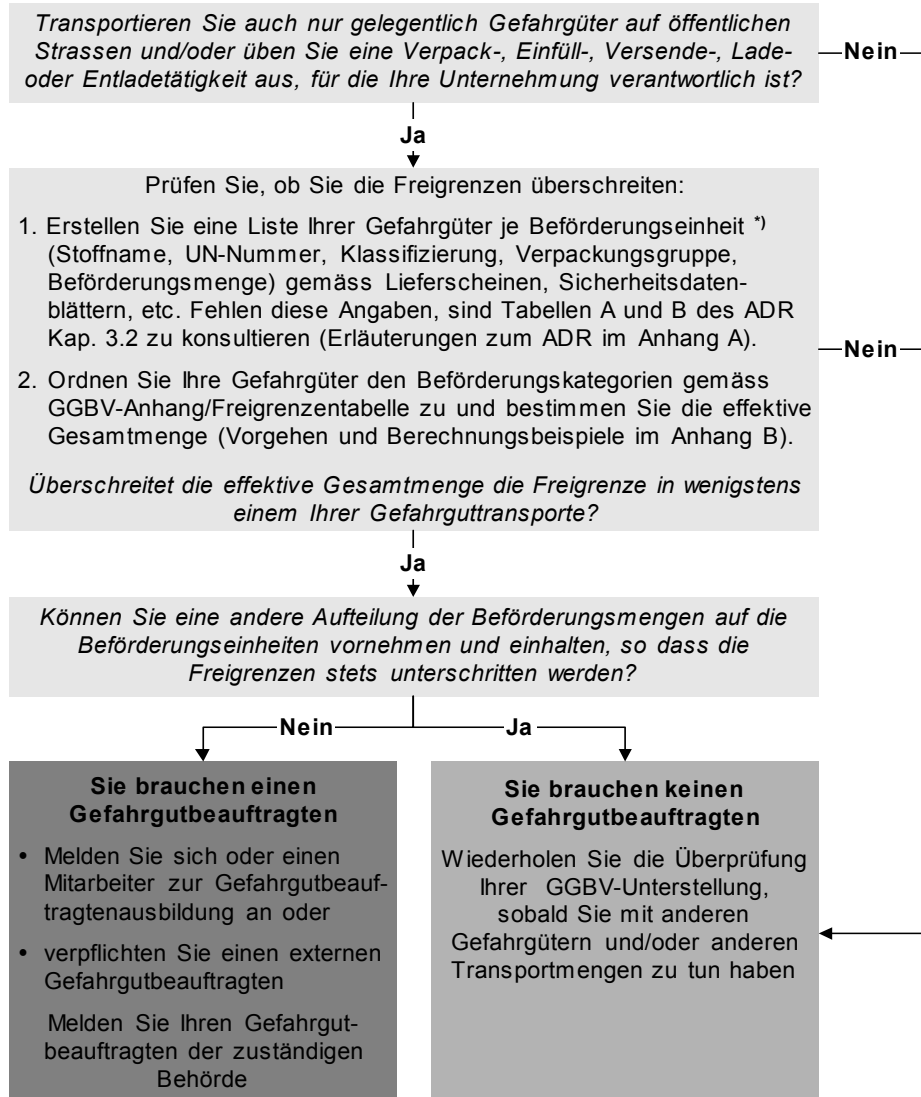 Transportieren Sie auch nur gelegentlich Gefahrgüter auf öffentlichen
Strassen und/oder üben Sie eine Verpack-, Einfüll-, Versende-, Lade-
oder Entladetätigkeit aus, für die Ihre Unternehmung verantwortlich ist?
Nein
Ja
Prüfen Sie, ob Sie die Freigrenzen überschreiten:
1. Erstellen Sie eine Liste Ihrer Gefahrgüter je Beförderungseinheit *)
(Stoffname, UN-Nummer, Klassifizierung, Verpackungsgruppe,
Beförderungsmenge) gemäss Lieferscheinen, Sicherheitsdaten-
blättern, etc. Fehlen diese Angaben, sind Tabellen A und B des ADR
Kap. 3.2 zu konsultieren (Erläuterungen zum ADR im Anhang A).
Nein
2. Ordnen Sie Ihre Gefahrgüter den Beförderungskategorien gemäss
GGBV-Anhang/Freigrenzentabelle zu und bestimmen Sie die effektive
Gesamtmenge (Vorgehen und Berechnungsbeispiele im Anhang B).
Überschreitet die effektive Gesamtmenge die Freigrenze in wenigstens
einem Ihrer Gefahrguttransporte?
Ja
Können Sie eine andere Aufteilung der Beförderungsmengen auf die
Beförderungseinheiten vornehmen und einhalten, so dass die
Freigrenzen stets unterschritten werden?
Nein
Ja
Sie brauchen einen
Gefahrgutbeauftragten
• Melden Sie sich oder einen
Mitarbeiter zur Gefahrgutbeauf-
tragtenausbildung an oder
• verpflichten Sie einen externen
Gefahrgutbeauftragten
Melden Sie Ihren Gefahrgut-
beauftragten der zuständigen
Behörde
Sie brauchen keinen
Gefahrgutbeauftragten
Wiederholen Sie die Überprüfung
Ihrer GGBV-Unterstellung,
sobald Sie mit anderen
Gefahrgütern und/oder anderen
Transportmengen zu tun haben